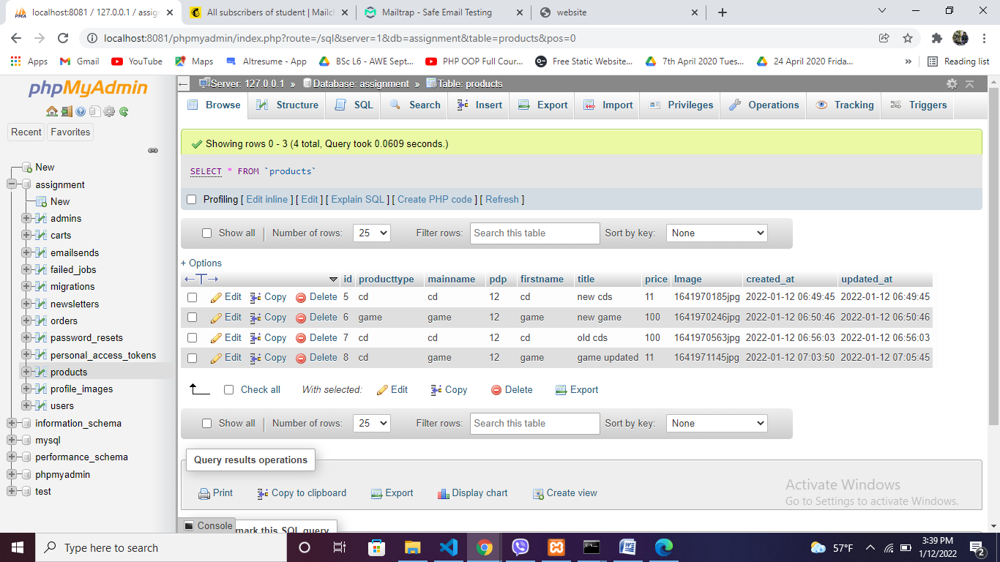 localhost:8081 / 127.0.0.1 / assign
All subscribers of student | Mailch
Mailtrap - Safe Email Testing
website
localhost:8081/phpmyadmin/index.php?route=/sql&server=1&db=assignment&table=products&pos=0
Apps Gmail YouTube Maps Altresume - App BSc L6 - AWE Sept... PHP OOP Full Cour... Free Static Website... 7th April 2020 Tues... 24 April 2020 Frida... » Reading list
phpMyAdmin
Recent Favorites
New
assignment
New
admins
carts
emailsends
failed_jobs
migrations
newsletters
orders
password_resets
personal_access_tokens
products
profile_images
users
information_schema
mysql
performance_schema
phpmyadmin
test
Server: 127.0.0.1 » Database: assignment » Table: products
Browse Structure SQL Search Insert Export Import Privileges Operations Tracking Triggers
Showing rows 0 - 3 (4 total, Query took 0.0609 seconds.)
SELECT * FROM `products`
Profiling [ Edit inline ] [ Edit ] [ Explain SQL ] [ Create PHP code ] [ Refresh ]
Show all | Number of rows: 25 Filter rows: Search this table Sort by key: None
+ Options
id producttype mainname pdp firstname title price Image created_at updated_at
Edit Copy Delete 5 cd cd 12 cd new cds 11 1641970185jpg 2022-01-12 06:49:45 2022-01-12 06:49:45
Edit Copy Delete 6 game game 12 game new game 100 1641970246jpg 2022-01-12 06:50:46 2022-01-12 06:50:46
Edit Copy Delete 7 cd cd 12 cd old cds 100 1641970563jpg 2022-01-12 06:56:03 2022-01-12 06:56:03
Edit Copy Delete 8 cd game 12 game game updated 11 1641971145jpg 2022-01-12 07:03:50 2022-01-12 07:05:45
Check all With selected: Edit Copy Delete Export
Show all | Number of rows: 25 Filter rows: Search this table Sort by key: None
Query results operations
Print Copy to clipboard Export Display chart Create view
Activate Windows
Go to Settings to activate Windows.
Console
mark this SQL query
Type here to search
57°F
3:39 PM
1/12/2022
2